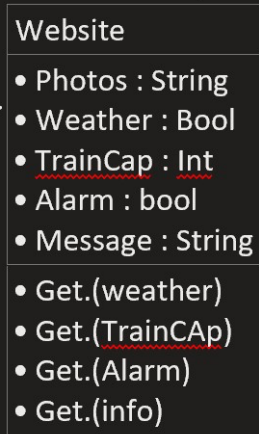 Website
• Photos : String
• Weather : Bool
• TrainCap : Int
• Alarm : bool
• Message : String
• Get.(weather)
• Get.(TrainCAp)
• Get.(Alarm)
• Get.(info)